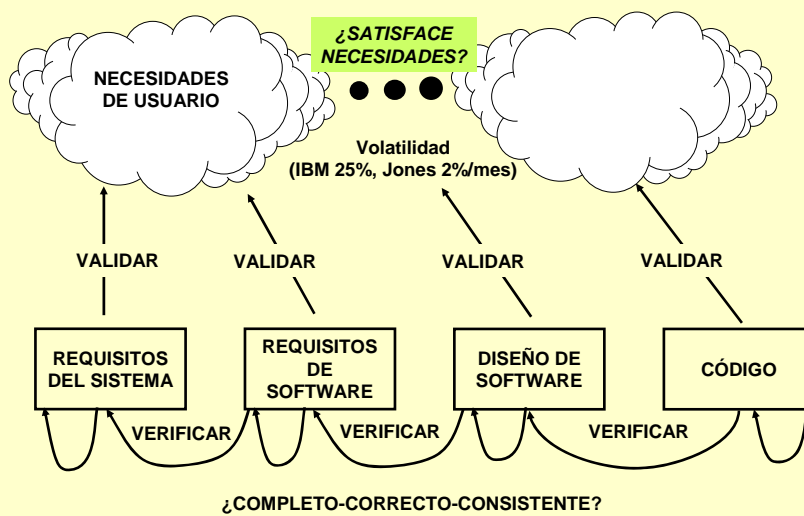 ¿SATISFACE
NECESIDADES?
NECESIDADES
DE USUARIO
Volatilidad
(IBM 25%, Jones 2%/mes)
VALIDAR
VALIDAR
VALIDAR
VALIDAR
REQUISITOS
DEL SISTEMA
REQUISITOS
DE
SOFTWARE
DISEÑO DE
SOFTWARE
CÓDIGO
VERIFICAR
VERIFICAR
VERIFICAR
¿COMPLETO-CORRECTO-CONSISTENTE?